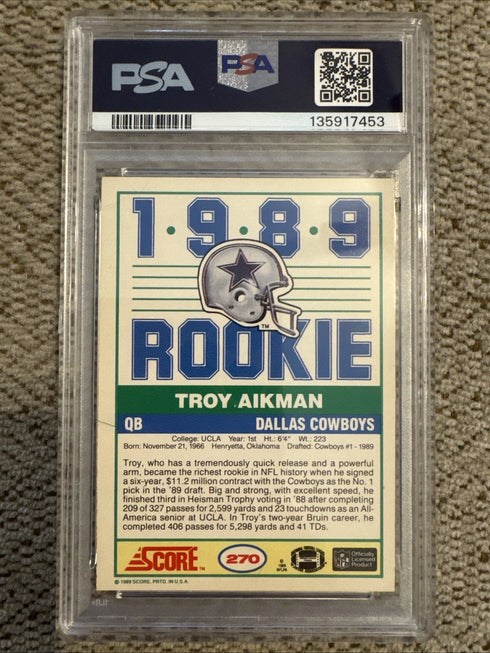 PSA PSA
135917453
1·9·8·9
TM
ROOKIE
TROY AIKMAN
QB DALLAS COWBOYS
College: UCLA Year: 1st Ht.: 6'4" Wt.: 223
Born: November 21, 1966 Henryetta, Oklahoma Drafted: Cowboys #1 - 1989
Troy, who has a tremendously quick release and a powerful
arm, became the richest rookie in NFL history when he signed
a six-year, $11.2 million contract with the Cowboys as the No. 1
pick in the '89 draft. Big and strong, with excellent speed, he
finished third in Heisman Trophy voting in '88 after completing
209 of 327 passes for 2,599 yards and 23 touchdowns as an All-
America senior at UCLA. In Troy's two-year Bruin career, he
completed 406 passes for 5,298 yards and 41 TDs.
SCORE TM 270 Officially
Licensed
Product
© 1989 SCORE, PRTD. IN U.S.A.